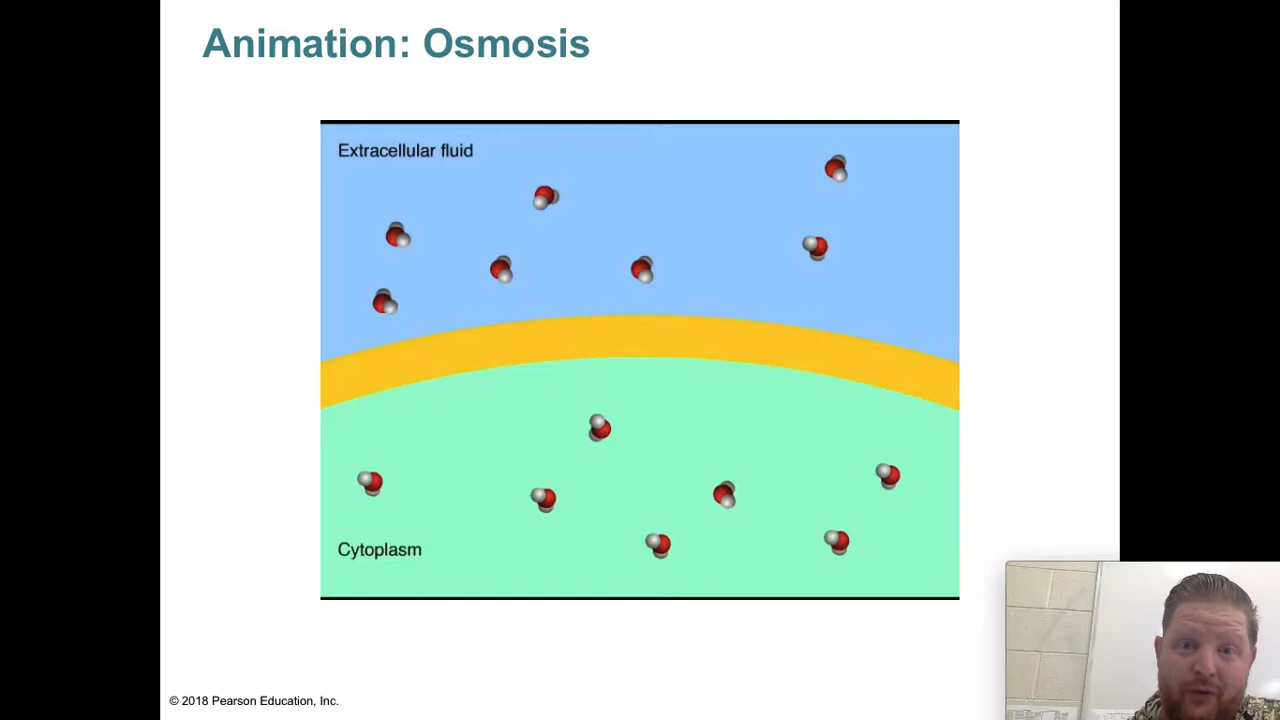 Animation: Osmosis
Extracellular fluid
Cytoplasm
© 2018 Pearson Education, Inc.